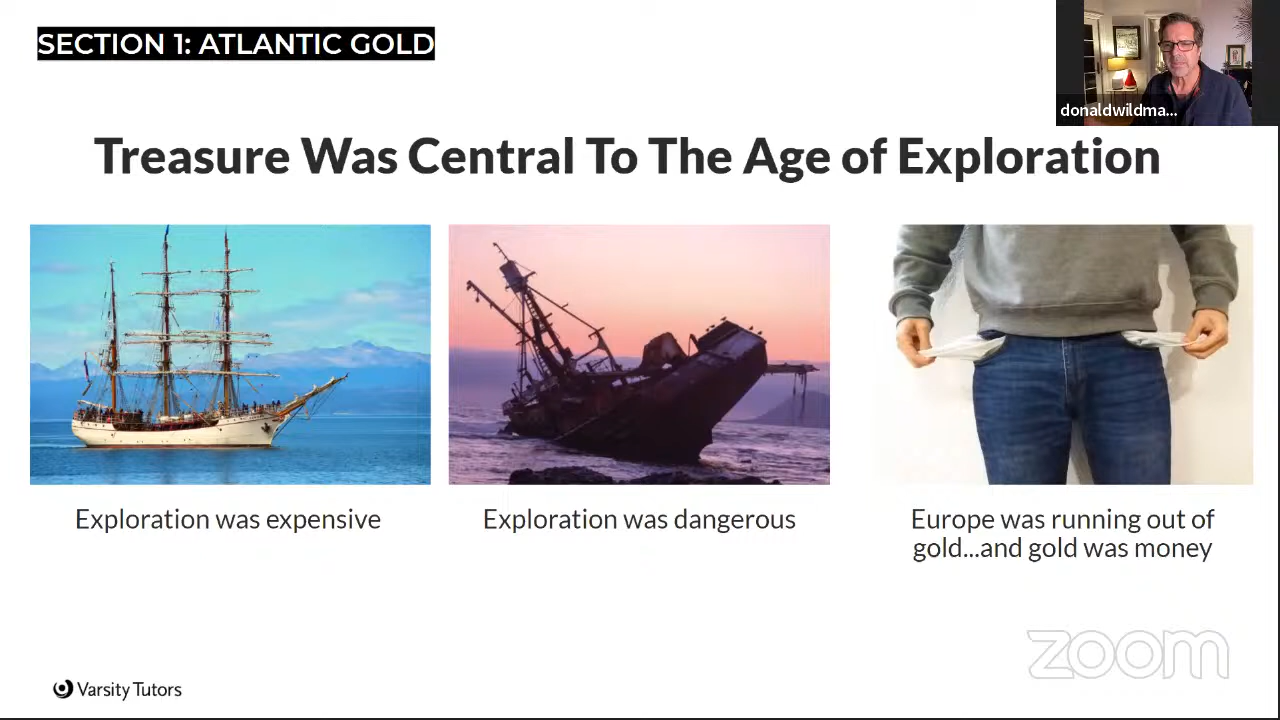 SECTION 1: ATLANTIC GOLD
donaldwildma...
Treasure Was Central To The Age of Exploration
Exploration was expensive
Exploration was dangerous
Europe was running out of
gold...and gold was money
zoom
Varsity Tutors